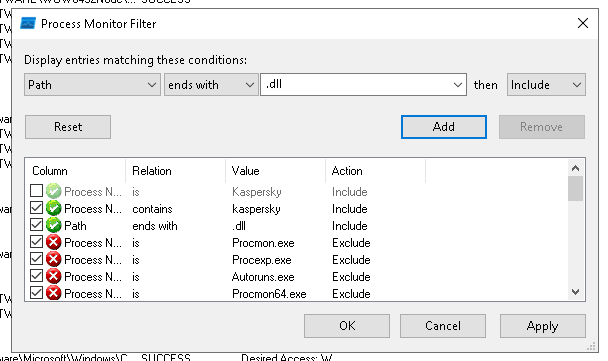 Process Monitor Filter
Display entries matching these conditions:
Path ends with .dll then Include
Reset Add Remove
Column Relation Value Action
Process N... is Kaspersky Include
Process N... contains kaspersky Include
Path ends with .dll Include
Process N... is Procmon.exe Exclude
Process N... is Procexp.exe Exclude
Process N... is Autoruns.exe Exclude
Process N... is Procmon64.exe Exclude
OK Cancel Apply
ware\Microsoft\Windows\C... SUCCESS Desired Access: W